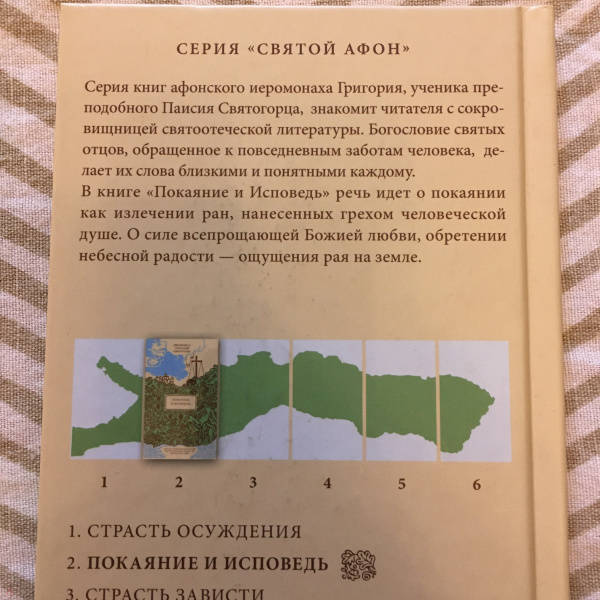 СЕРИЯ «СВЯТОЙ АФОН»
Серия книг афонского иеромонаха Григория, ученика пре-
подобного Паисия Святогорца, знакомит читателя с сокро-
вищницей святоотеческой литературы. Богословие святых
отцов, обращенное к повседневным заботам человека, де-
лает их слова близкими и понятными каждому.
В книге «Покаяние и Исповедь» речь идет о покаянии
как излечении ран, нанесенных грехом человеческой
душе. О силе всепрощающей Божией любви, обретении
небесной радости — ощущения рая на земле.
1 2 3 4 5 6
1. СТРАСТЬ ОСУЖДЕНИЯ
2. ПОКАЯНИЕ И ИСПОВЕДЬ
3. СТРАСТЬ ЗАВИСТИ